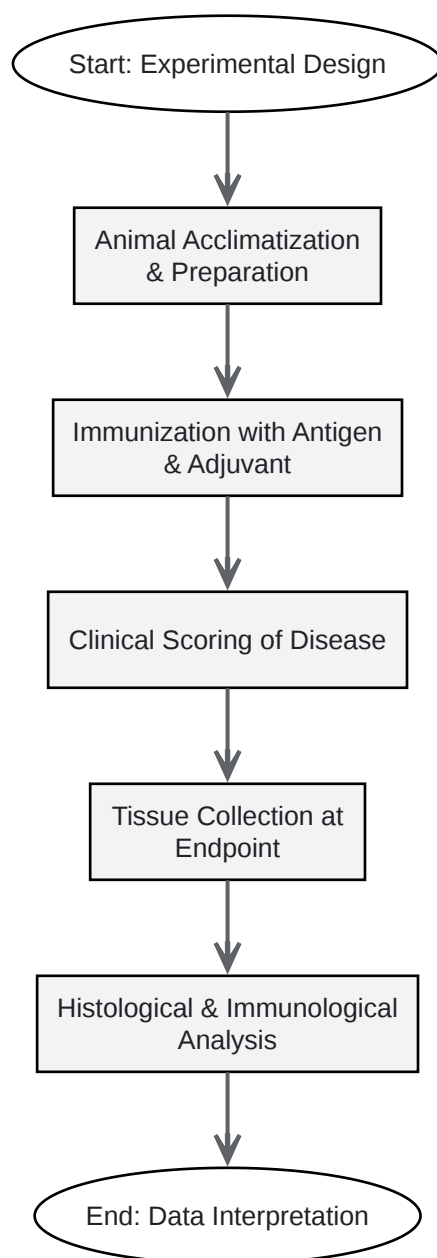 Start: Experimental Design
Animal Acclimatization
& Preparation
Immunization with Antigen
& Adjuvant
Clinical Scoring of Disease
Tissue Collection at
Endpoint
Histological & Immunological
Analysis
End: Data Interpretation